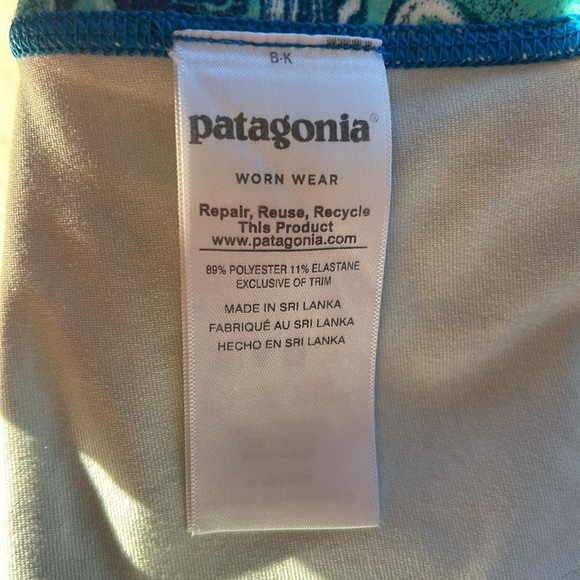 B·K
patagonia®
WORN WEAR
Repair, Reuse, Recycle
This Product
www.patagonia.com
89% POLYESTER 11% ELASTANE
EXCLUSIVE OF TRIM
MADE IN SRI LANKA
FABRIQUÉ AU SRI LANKA
HECHO EN SRI LANKA